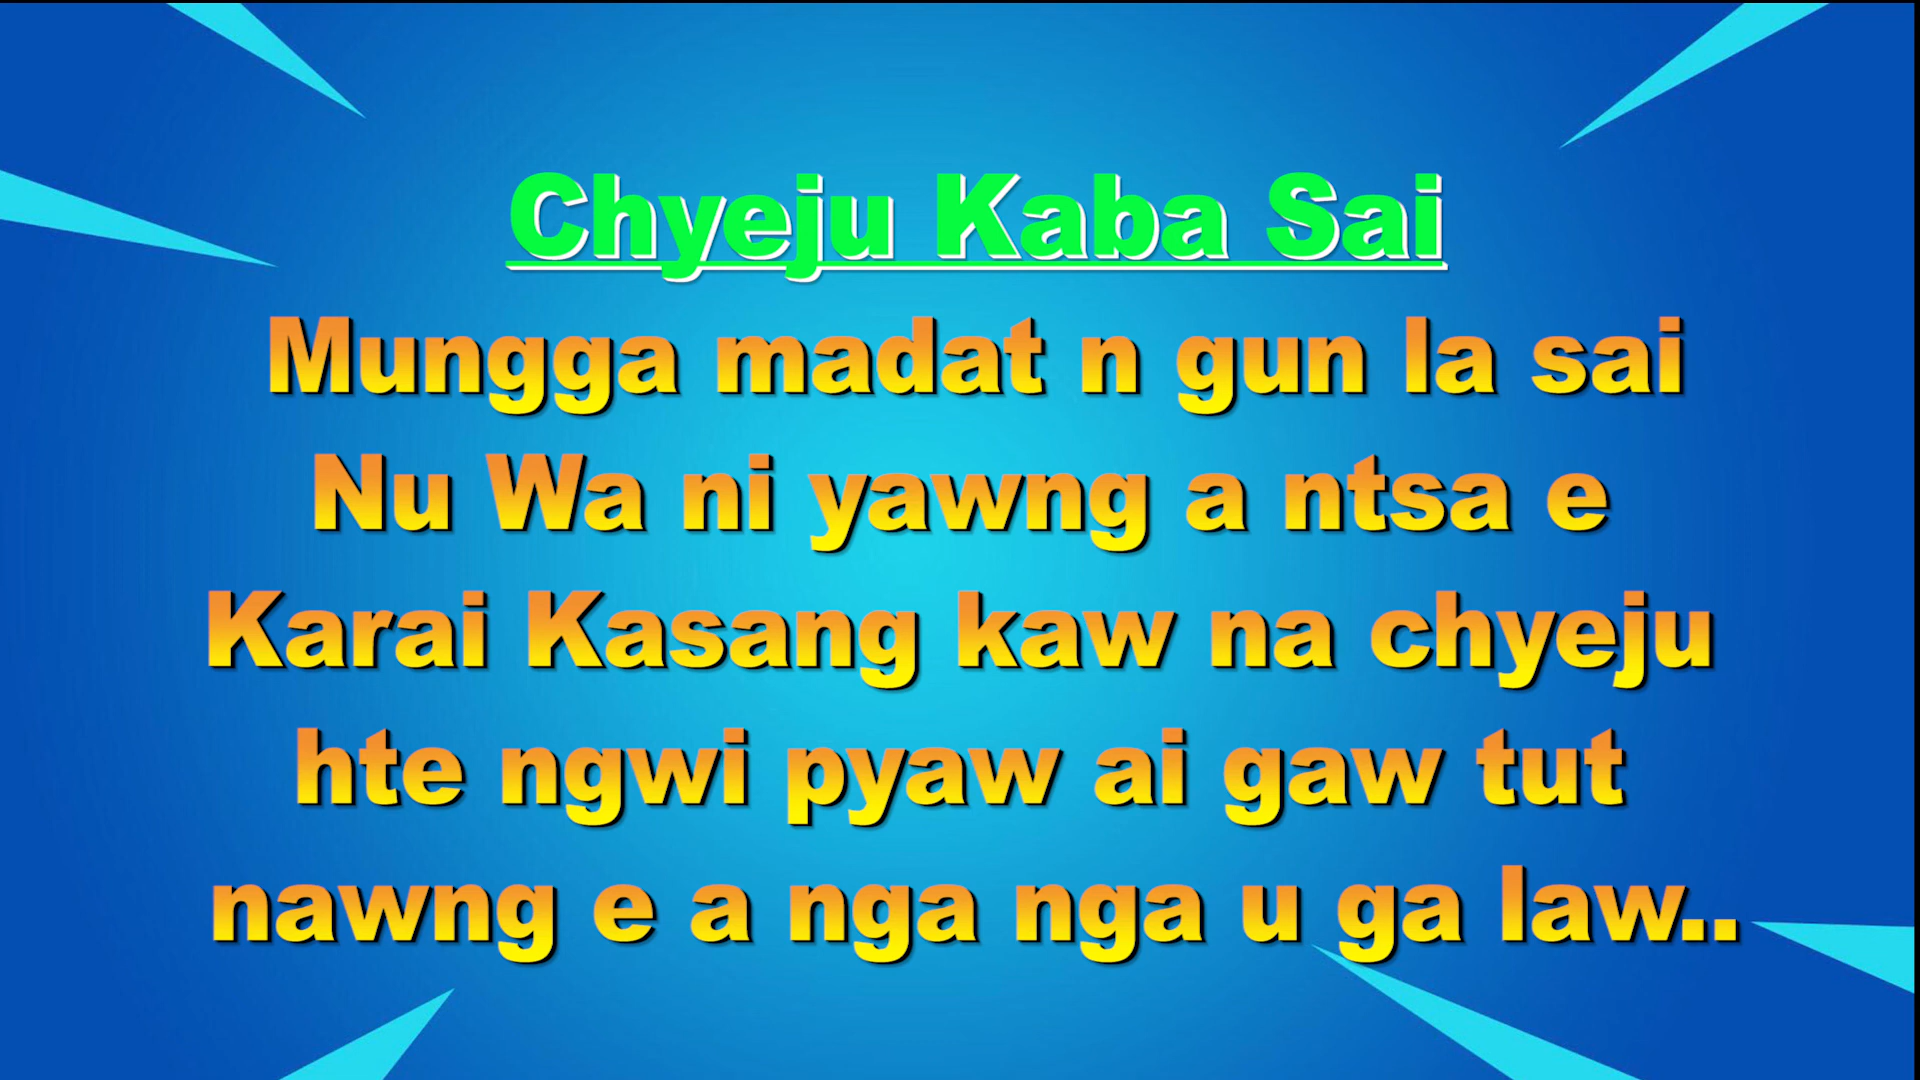 Chyeju Kaba Sai
Mungga madat n gun la sai
Nu Wa ni yawng a ntsa e
Karai Kasang kaw na chyeju
hte ngwi pyaw ai gaw tut
nawng e a nga nga u ga law..